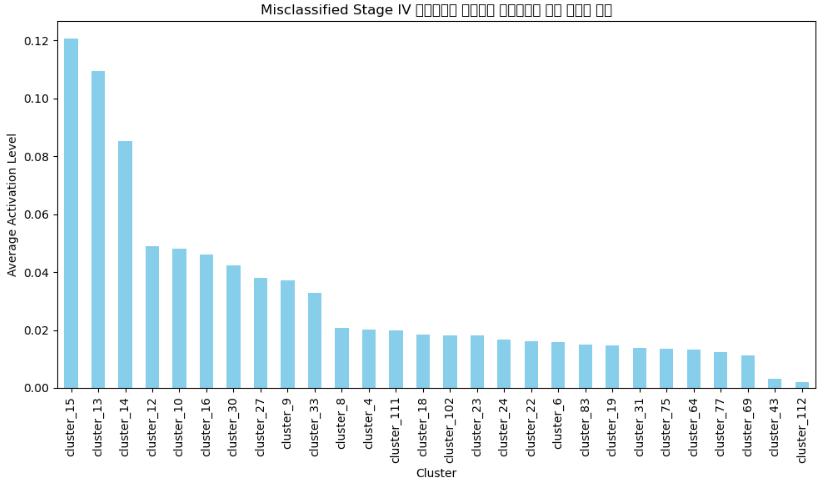 Misclassified Stage IV
0.12
0.10
0.08
0.06
0.04
0.02
0.00
Average Activation Level
cluster_15
cluster_13
cluster_14
cluster_12
cluster_10
cluster_16
cluster_30
cluster_27
cluster_9
cluster_33
cluster_8
cluster_4
cluster_111
cluster_18
cluster_102
cluster_23
cluster_24
cluster_22
cluster_6
cluster_83
cluster_19
cluster_31
cluster_75
cluster_64
cluster_77
cluster_69
cluster_43
cluster_112
Cluster